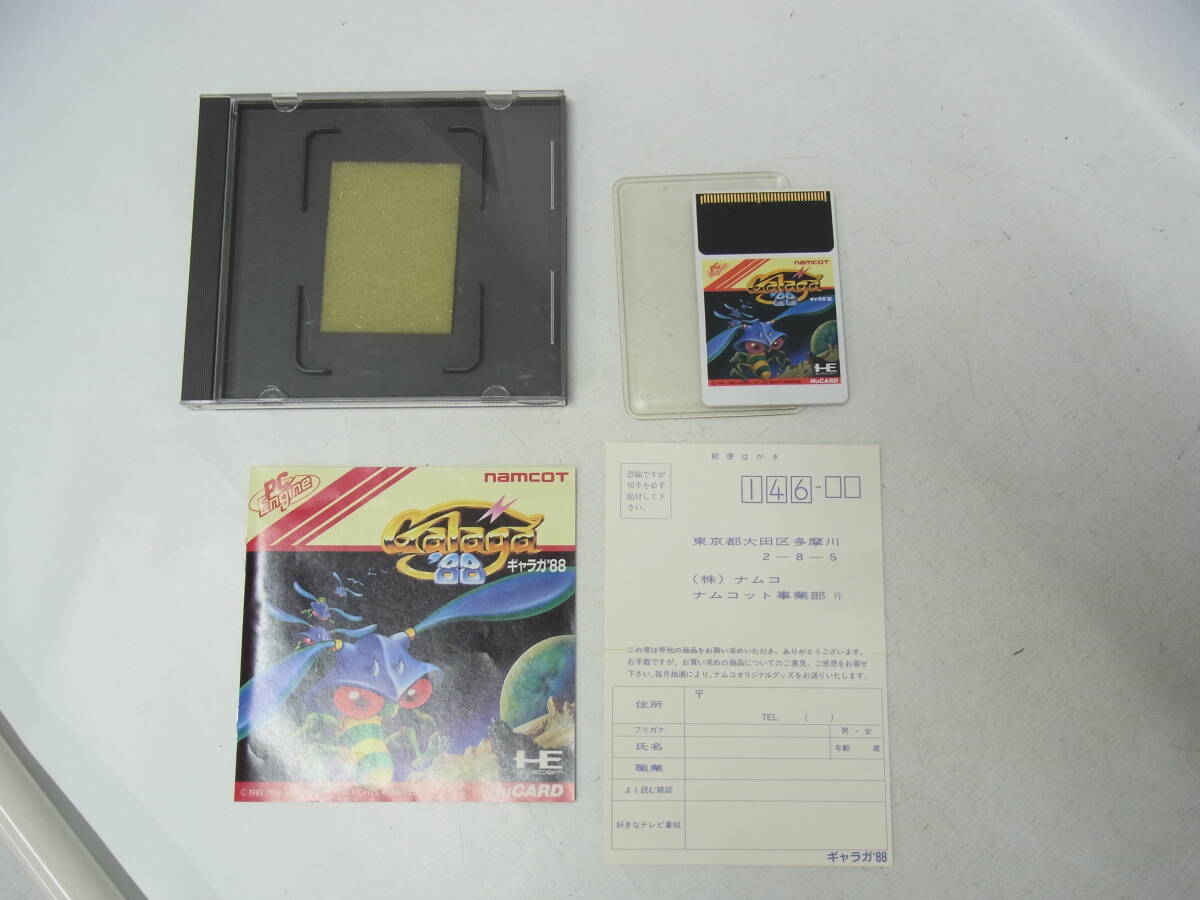 PC Engine
namcot
Galaga
'88
ギャラガ'88
HE
SYSTEM
HuCARD
PC Engine
namcot
Galaga
'88
ギャラガ'88
HE
SYSTEM
© 1981
RIGHTS
HuCARD
郵便はがき
恐縮ですが
切手を必ず
貼付して下
さい。
146-
東京都大田区多摩川
2―8―5
(株)ナムコ
ナムコット事業部 行
この度は弊社の商品をお買い求めいただき、ありがとうございます。
お手数ですが、お買い求めの商品についてのご意見、ご感想をお寄せ
下さい。毎月抽選により、ナムコオリジナルグッズをお送りいたします。
住所 〒
TEL ( )
フリガナ 男・女
氏名 年齢 歳
職業
よく読む雑誌
好きなテレビ番組
ギャラガ'88